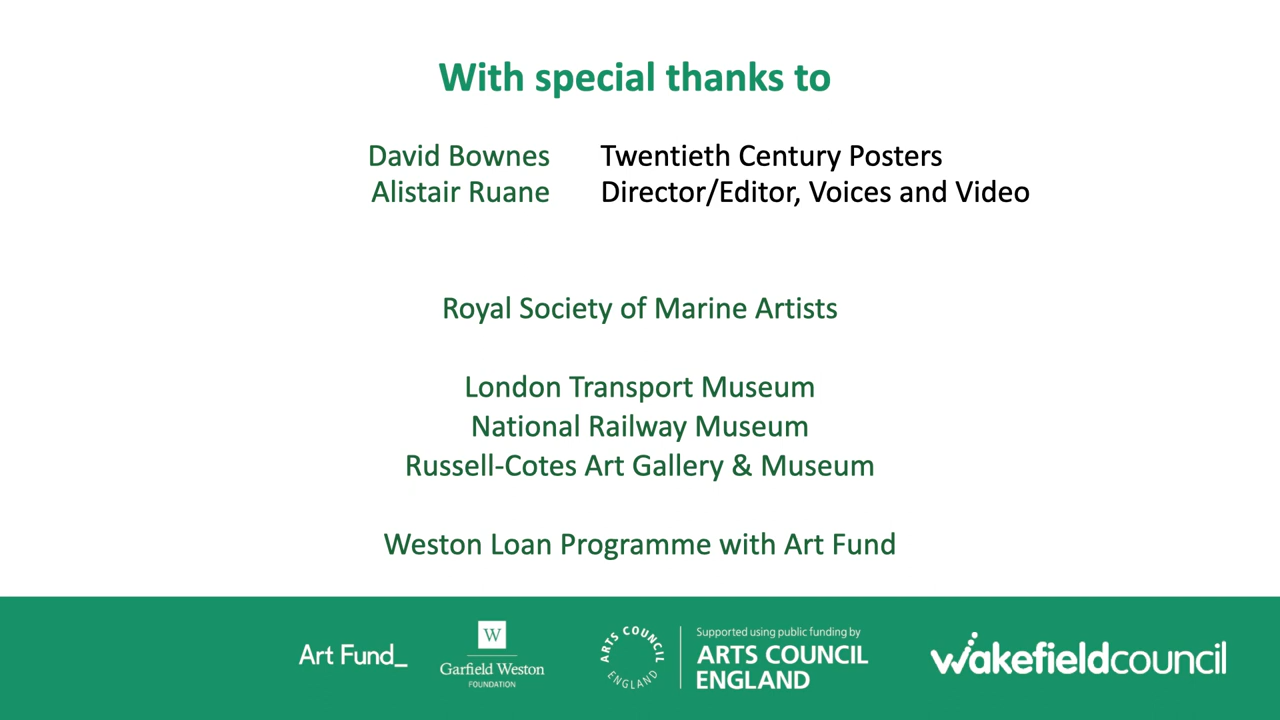 With special thanks to
David Bownes Twentieth Century Posters
Alistair Ruane Director/Editor, Voices and Video
Royal Society of Marine Artists
London Transport Museum
National Railway Museum
Russell-Cotes Art Gallery & Museum
Weston Loan Programme with Art Fund
Art Fund_
W
Garfield Weston
FOUNDATION
ARTS COUNCIL
ENGLAND
Supported using public funding by
ARTS COUNCIL
ENGLAND
wakefieldcouncil